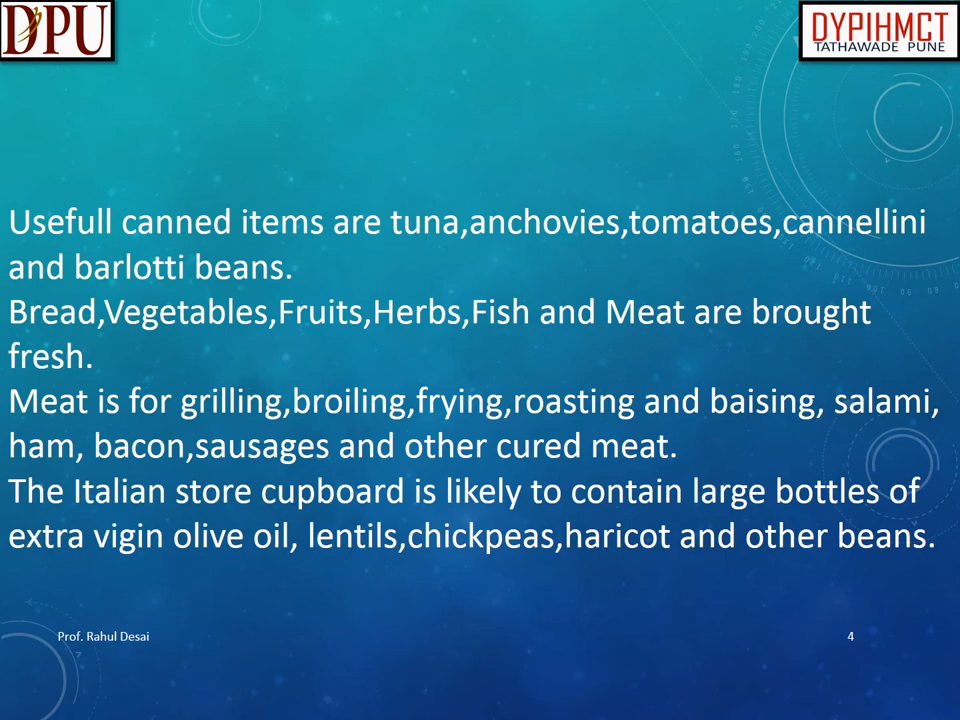 DPU
DYPIHMCT
TATHAWADE PUNE
Usefull canned items are tuna,anchovies,tomatoes,cannellini
and barlotti beans.
Bread,Vegetables,Fruits,Herbs,Fish and Meat are brought
fresh.
Meat is for grilling,broiling,frying,roasting and baising, salami,
ham, bacon,sausages and other cured meat.
The Italian store cupboard is likely to contain large bottles of
extra vigin olive oil, lentils,chickpeas,haricot and other beans.
Prof. Rahul Desai
4